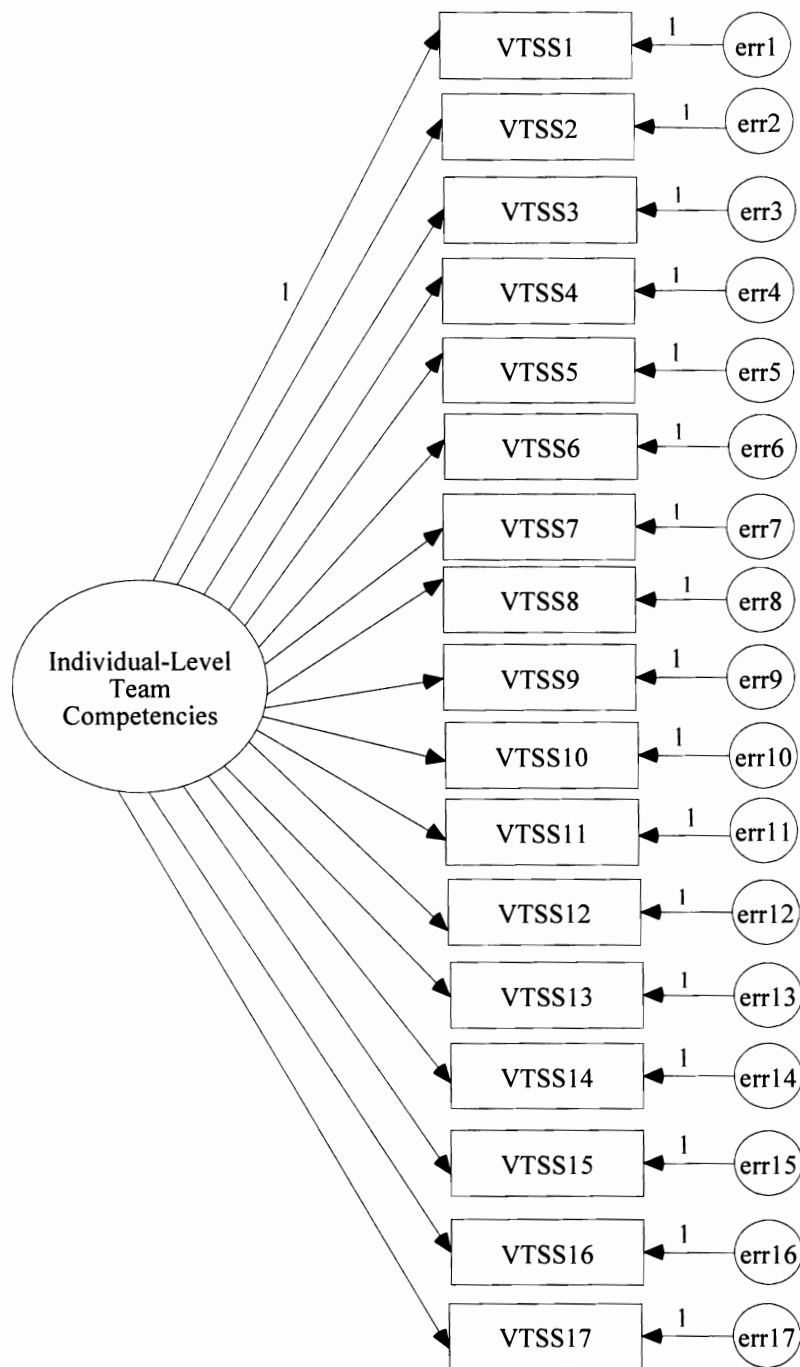 VTSS1
1
err1
VTSS2
1
err2
VTSS3
1
err3
VTSS4
1
err4
1
VTSS5
1
err5
VTSS6
1
err6
VTSS7
1
err7
VTSS8
1
err8
Individual-Level
Team
Competencies
VTSS9
1
err9
VTSS10
1
err10
VTSS11
1
err11
VTSS12
1
err12
VTSS13
1
err13
VTSS14
1
err14
VTSS15
1
err15
VTSS16
1
err16
VTSS17
1
err17